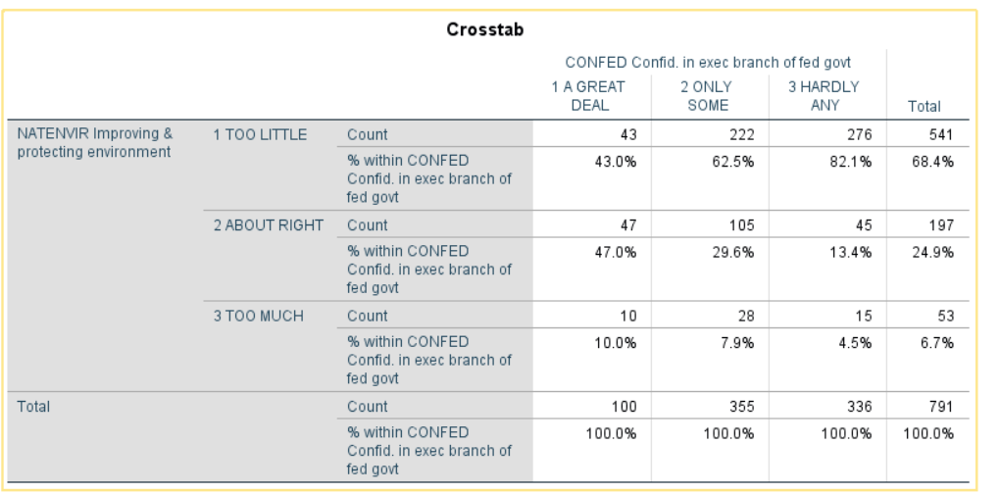 Crosstab
CONFED Confid. in exec branch of fed govt
1 A GREAT DEAL 2 ONLY SOME 3 HARDLY ANY Total
NATENVIR Improving & protecting environment 1 TOO LITTLE Count 43 222 276 541
% within CONFED Confid. in exec branch of fed govt 43.0% 62.5% 82.1% 68.4%
2 ABOUT RIGHT Count 47 105 45 197
% within CONFED Confid. in exec branch of fed govt 47.0% 29.6% 13.4% 24.9%
3 TOO MUCH Count 10 28 15 53
% within CONFED Confid. in exec branch of fed govt 10.0% 7.9% 4.5% 6.7%
Total Count 100 355 336 791
% within CONFED Confid. in exec branch of fed govt 100.0% 100.0% 100.0% 100.0%